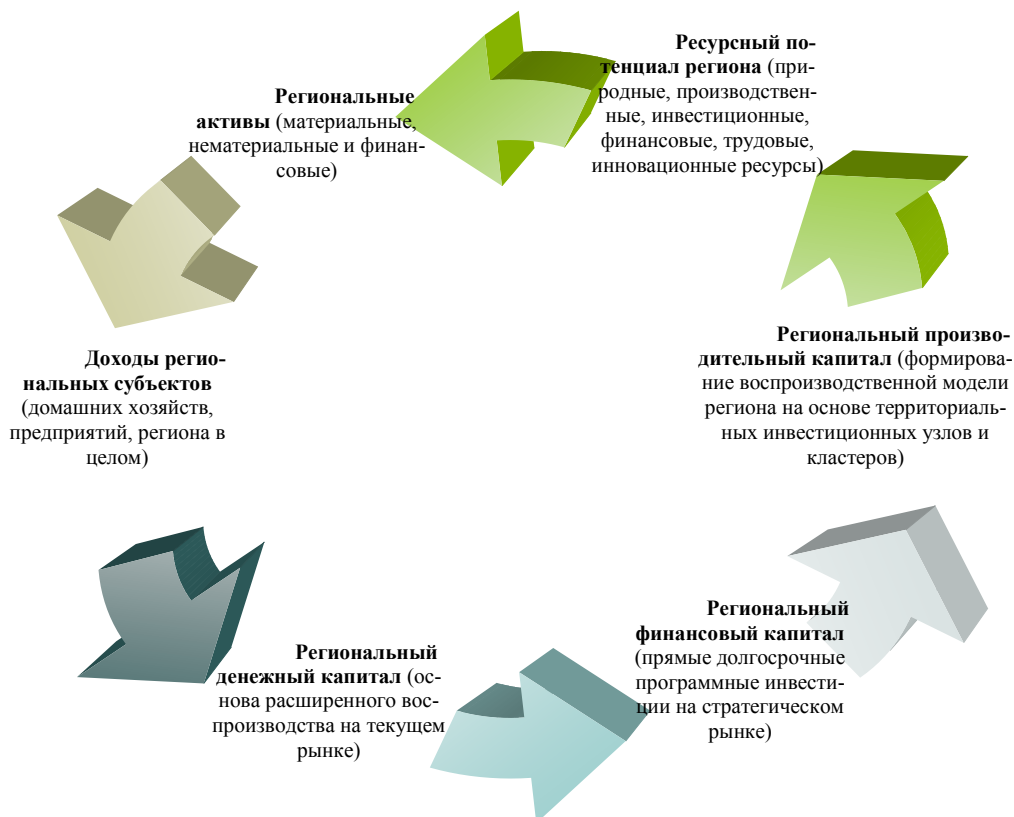 Ресурсный по-
тенциал региона (при-
родные, производствен-
ные, инвестиционные,
финансовые, трудовые,
инновационные ресурсы)
Региональные
активы (материальные,
нематериальные и финан-
совые)
Региональный произво-
дительный капитал (формирова-
ние воспроизводственной модели
региона на основе территориаль-
ных инвестиционных узлов и
кластеров)
Доходы регио-
нальных субъектов
(домашних хозяйств,
предприятий, региона в
целом)
Региональный
финансовый капитал
(прямые долгосрочные
программные инвести-
ции на стратегическом
рынке)
Региональный
денежный капитал (ос-
нова расширенного вос-
производства на текущем
рынке)